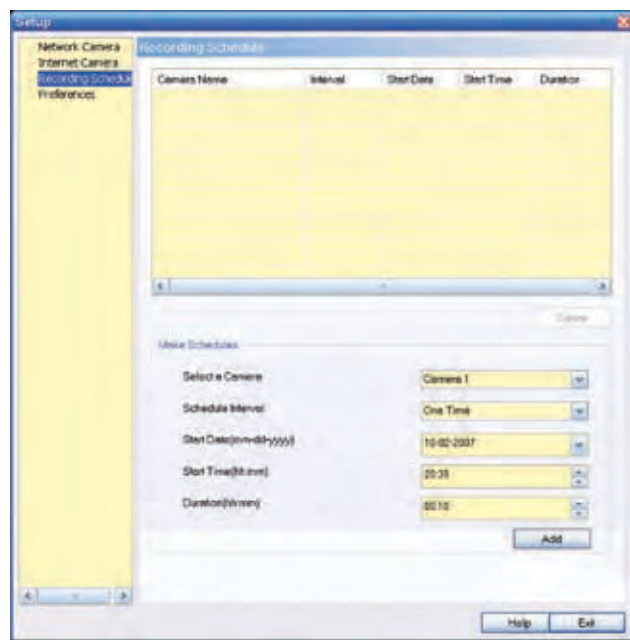 Setup
Network Camera
Internet Camera
Recording Schedule
Preferences
Recording Schedule
Camera Name Interval Start Date Start Time Duration
Delete
Make Schedules
Select a Camera Camera 1
Schedule Interval One Time
Start Date(mm-dd-yyyy) 10-02-2007
Start Time(hh:mm) 20:35
Duration(hh:mm) 00:10
Add
Help Exit